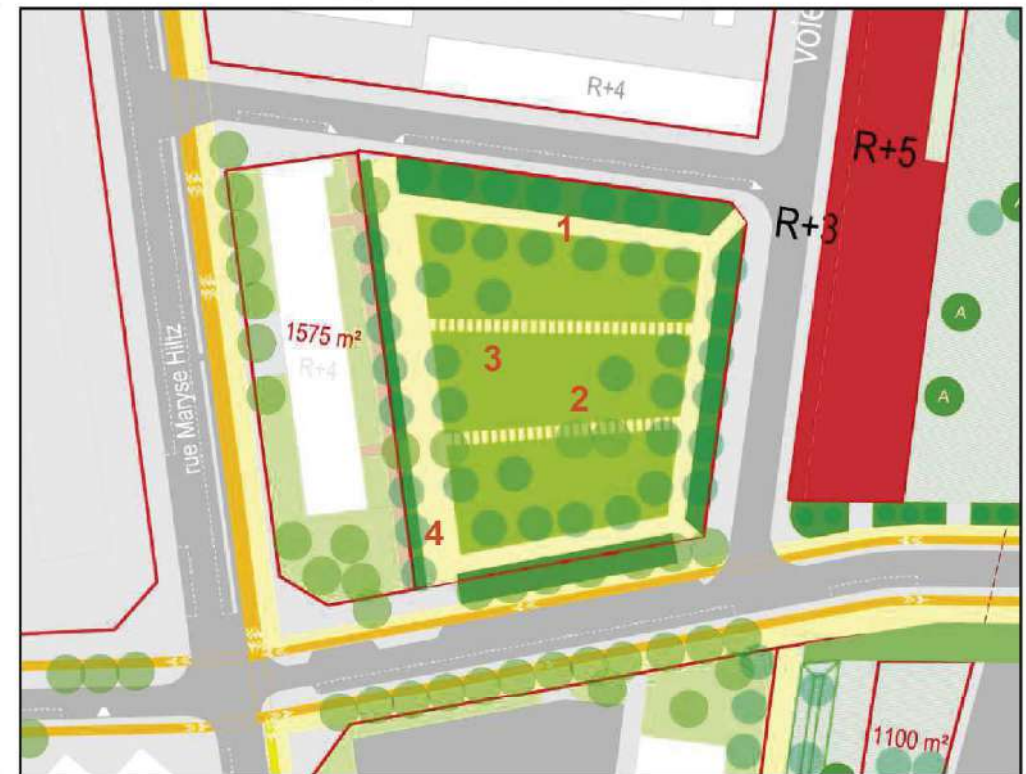 R+4
Voie
R+5
R+3
1
1575 m²
R+4
3
2
rue Maryse Hiltz
4
A
A
A
1100 m²